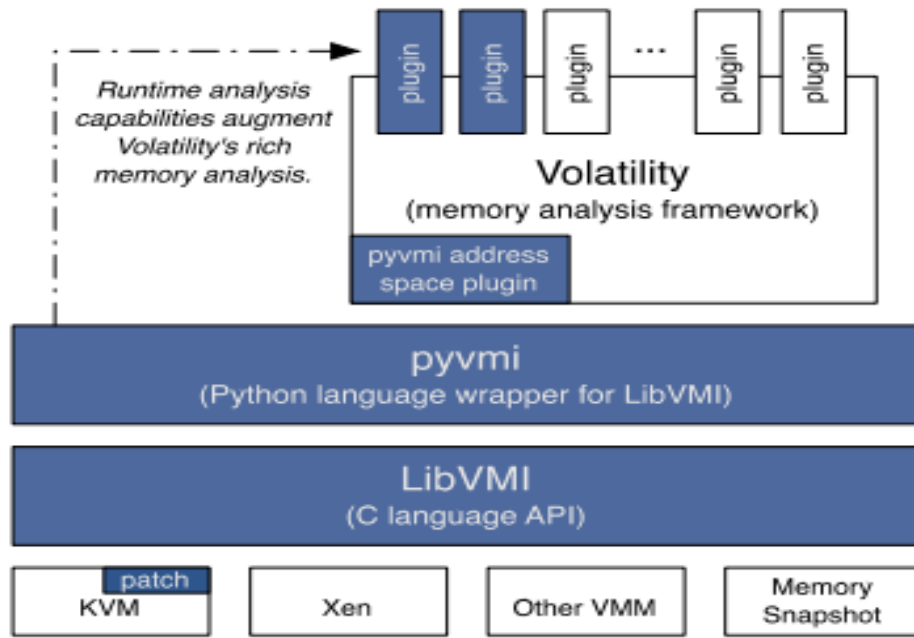 plugin
plugin
plugin
...
plugin
plugin
Runtime analysis
capabilities augment
Volatility's rich
memory analysis.
Volatility
(memory analysis framework)
pyvmi address
space plugin
pyvmi
(Python language wrapper for LibVMI)
LibVMI
(C language API)
patch
KVM
Xen
Other VMM
Memory
Snapshot